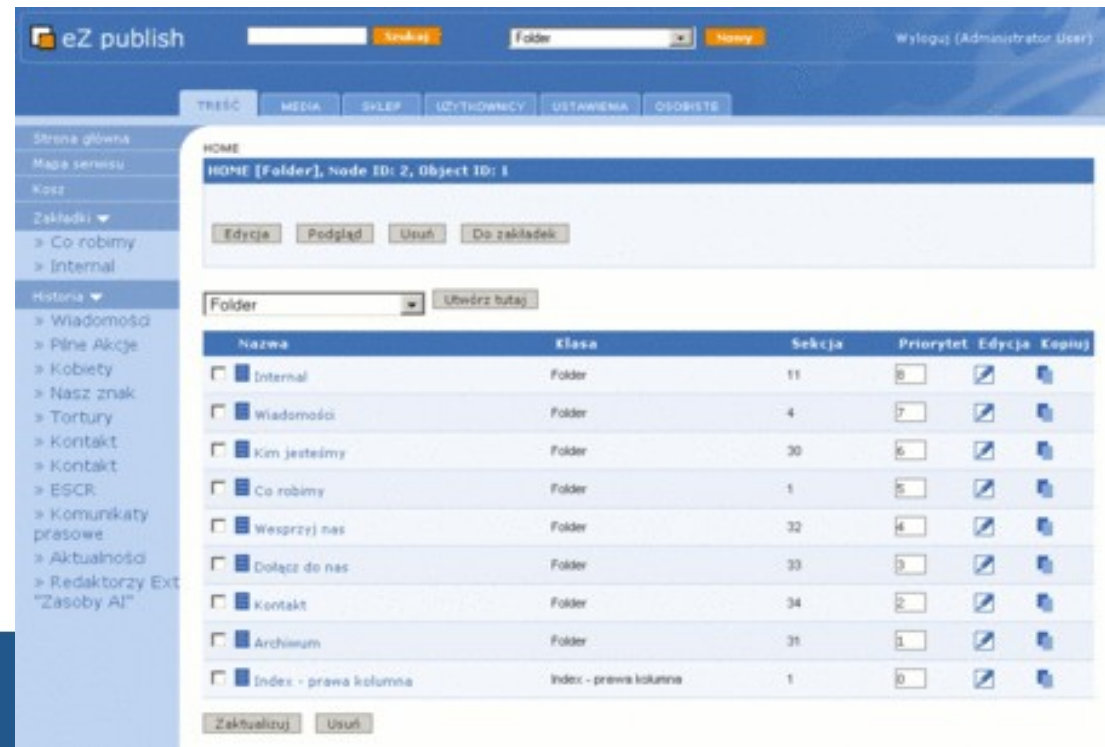 eZ publish Szukaj Folder Nowy Wyloguj (Administrator User)
TREŚĆ MEDIA SKLEP UŻYTKOWNICY USTAWIENIA OSOBISTE
Strona główna
Mapa serwisu
Kosz
Zakładki
» Co robimy
» Internal
Historia
» Wiadomości
» Pilne Akcje
» Kobiety
» Nasz znak
» Tortury
» Kontakt
» Kontakt
» ESCR
» Komunikaty
prasowe
» Aktualności
» Redaktorzy Ext
"Zasoby AI"
HOME
HOME [Folder], Node ID: 2, Object ID: 1
Edycja Podgląd Usuń Do zakładek
Folder Utwórz tutaj
Nazwa Klasa Sekcja Priorytet Edycja Kopiuj
Internal Folder 11 8
Wiadomości Folder 4 7
Kim jesteśmy Folder 30 6
Co robimy Folder 1 5
Wesprzyj nas Folder 32 4
Dołącz do nas Folder 33 3
Kontakt Folder 34 2
Archiwum Folder 31 1
Index - prawa kolumna Index - prawa kolumna 1 0
Zaktualizuj Usuń